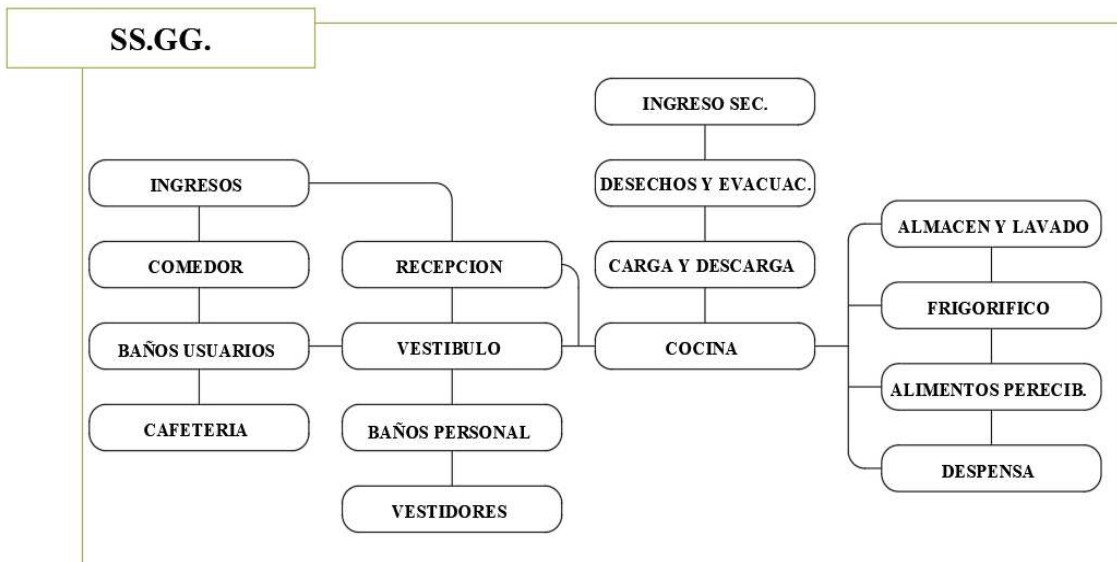 SS.GG.
INGRESO SEC.
INGRESOS
DESECHOS Y EVACUAC.
ALMACEN Y LAVADO
COMEDOR
RECEPCION
CARGA Y DESCARGA
FRIGORIFICO
BAÑOS USUARIOS
VESTIBULO
COCINA
ALIMENTOS PERECIB.
CAFETERIA
BAÑOS PERSONAL
DESPENSA
VESTIDORES